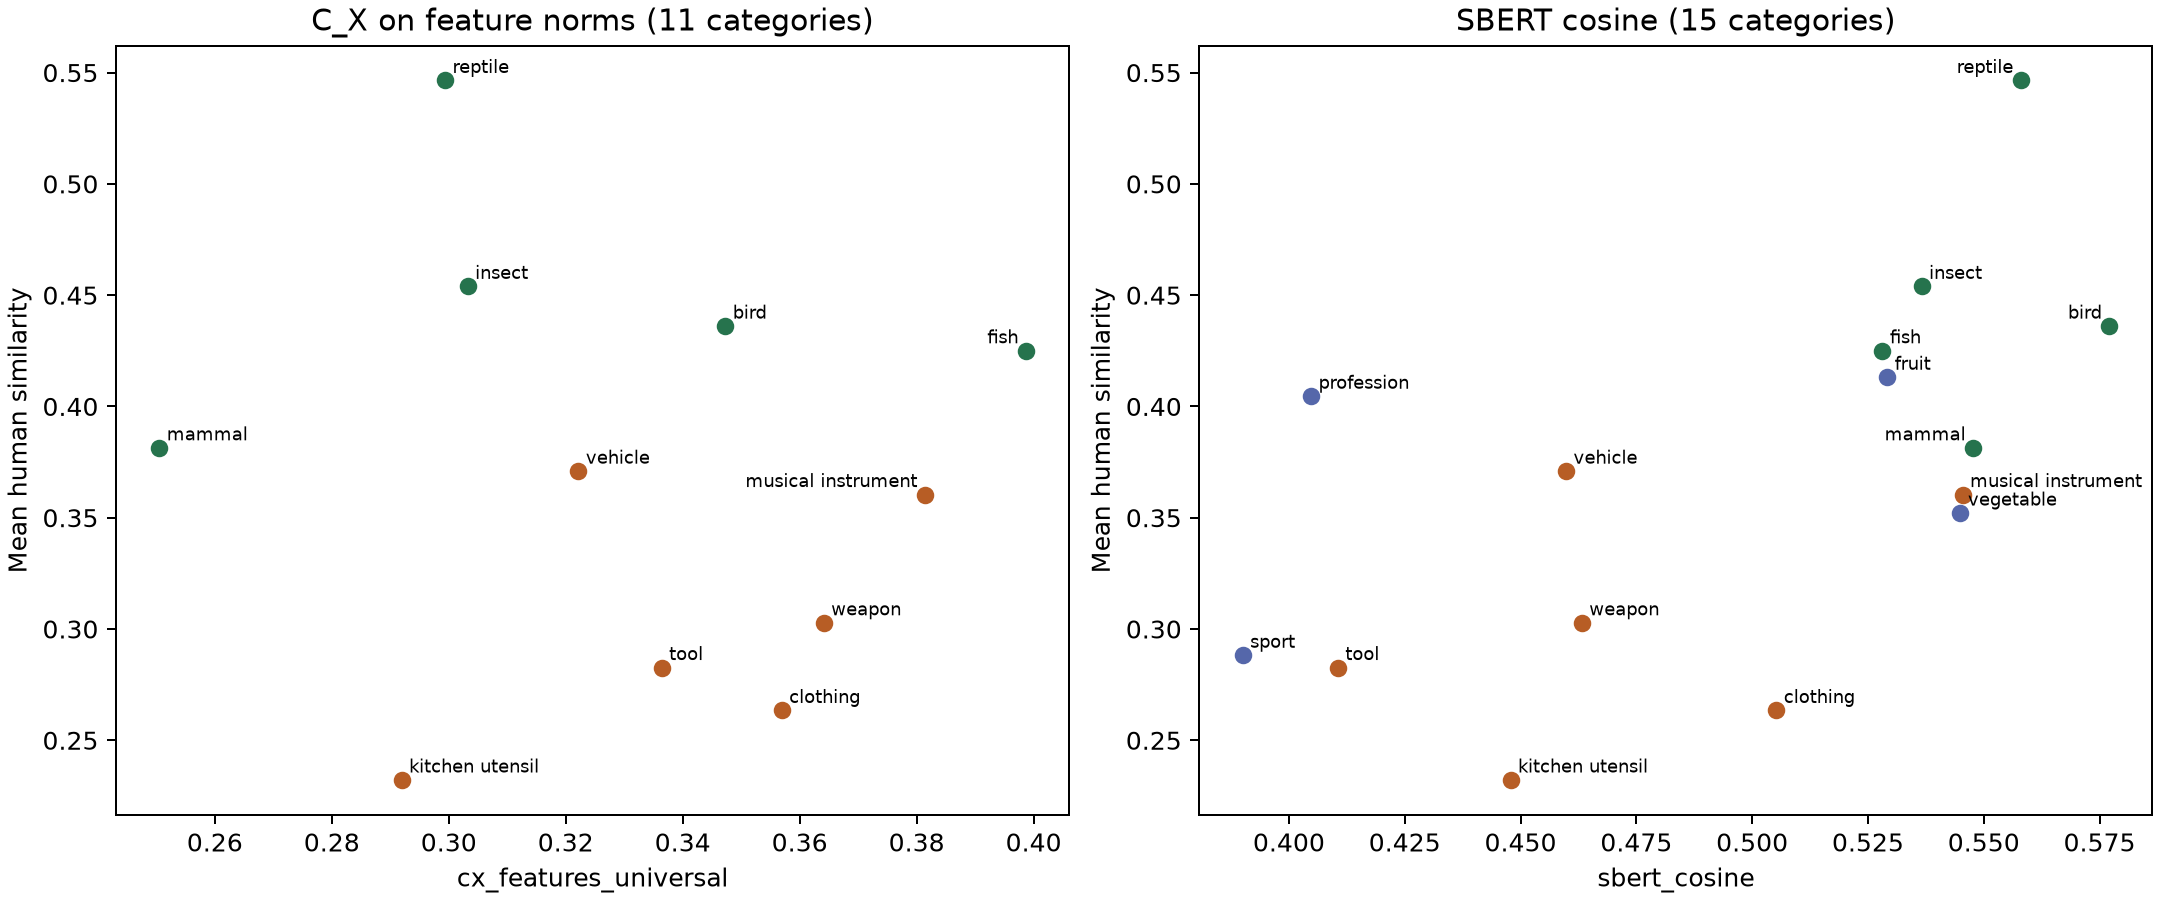 C_X on feature norms (11 categories)
Mean human similarity
0.55
0.50
0.45
0.40
0.35
0.30
0.25
reptile
insect
bird
fish
mammal
vehicle
musical instrument
weapon
tool
clothing
kitchen utensil
0.26 0.28 0.30 0.32 0.34 0.36 0.38 0.40
cx_features_universal
SBERT cosine (15 categories)
Mean human similarity
0.55
0.50
0.45
0.40
0.35
0.30
0.25
reptile
insect
bird
fish
fruit
profession
mammal
vehicle
musical instrument
vegetable
weapon
sport
tool
clothing
kitchen utensil
0.400 0.425 0.450 0.475 0.500 0.525 0.550 0.575
sbert_cosine